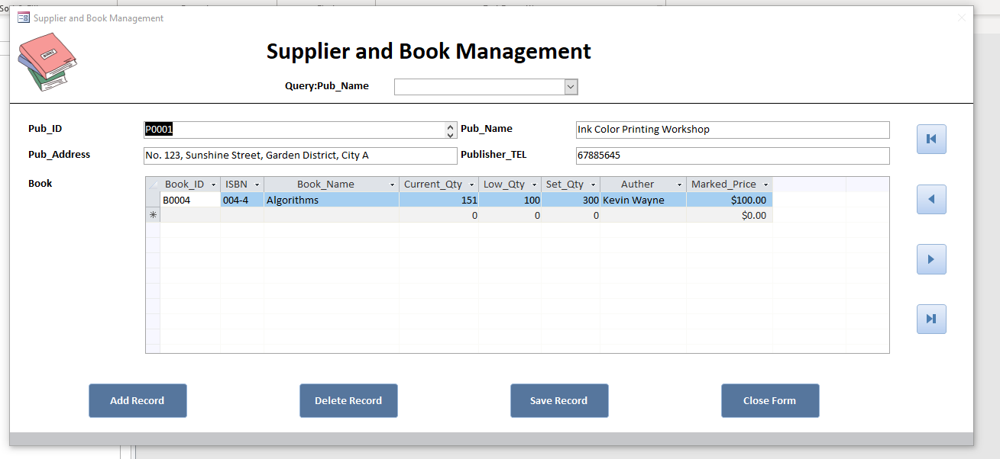 Supplier and Book Management
BOOKS
Supplier and Book Management
Query:Pub_Name
Pub_ID P0001 Pub_Name Ink Color Printing Workshop
Pub_Address No. 123, Sunshine Street, Garden District, City A Publisher_TEL 67885645
Book
Book_ID ISBN Book_Name Current_Qty Low_Qty Set_Qty Auther Marked_Price
B0004 004-4 Algorithms 151 100 300 Kevin Wayne $100.00
* 0 0 0 $0.00
Add Record Delete Record Save Record Close Form